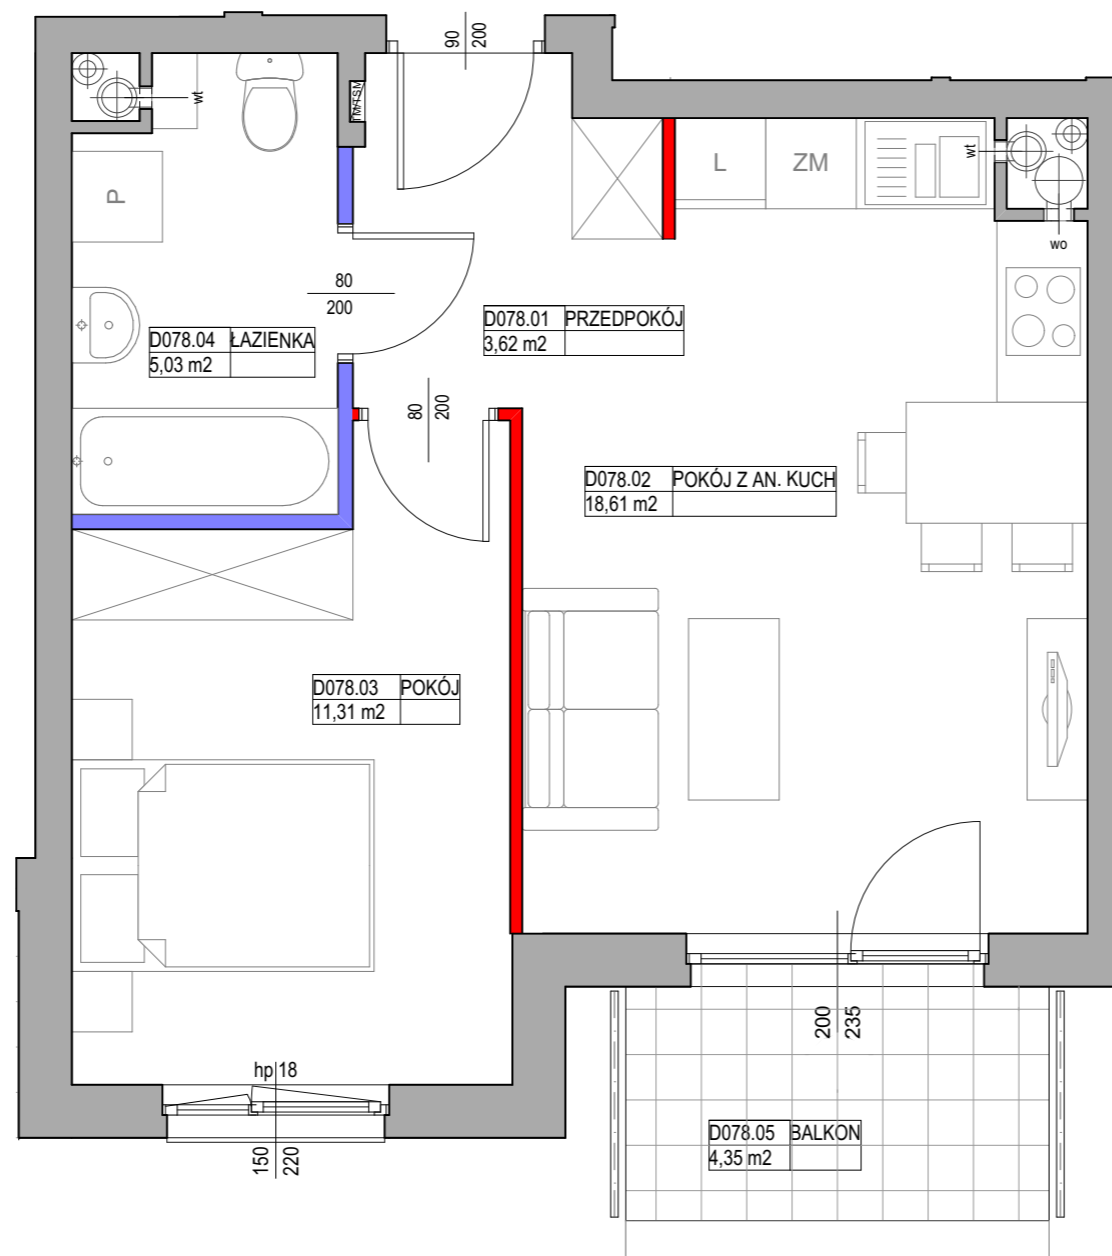 90
200
wt
TM/TSM
L
ZM
wt
P
wo
80
200
D078.01 PRZEDPOKÓJ
3,62 m2
D078.04 ŁAZIENKA
5,03 m2
80
200
D078.02 POKÓJ Z AN. KUCH
18,61 m2
D078.03 POKÓJ
11,31 m2
200
235
hp 18
150
220
D078.05 BALKON
4,35 m2